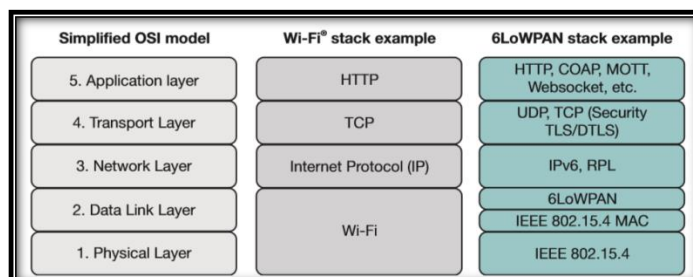 Simplified OSI model
Wi-Fi® stack example
6LoWPAN stack example
5. Application layer
HTTP
HTTP, COAP, MOTT,
Websocket, etc.
4. Transport Layer
TCP
UDP, TCP (Security
TLS/DTLS)
3. Network Layer
Internet Protocol (IP)
IPv6, RPL
2. Data Link Layer
Wi-Fi
6LoWPAN
IEEE 802.15.4 MAC
1. Physical Layer
IEEE 802.15.4